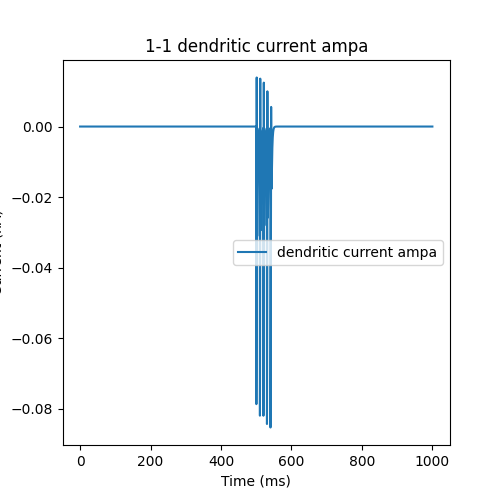 1-1 dendritic current ampa
0.00
−0.02
−0.04
−0.06
−0.08
dendritic current ampa
0 200 400 600 800 1000
Time (ms)